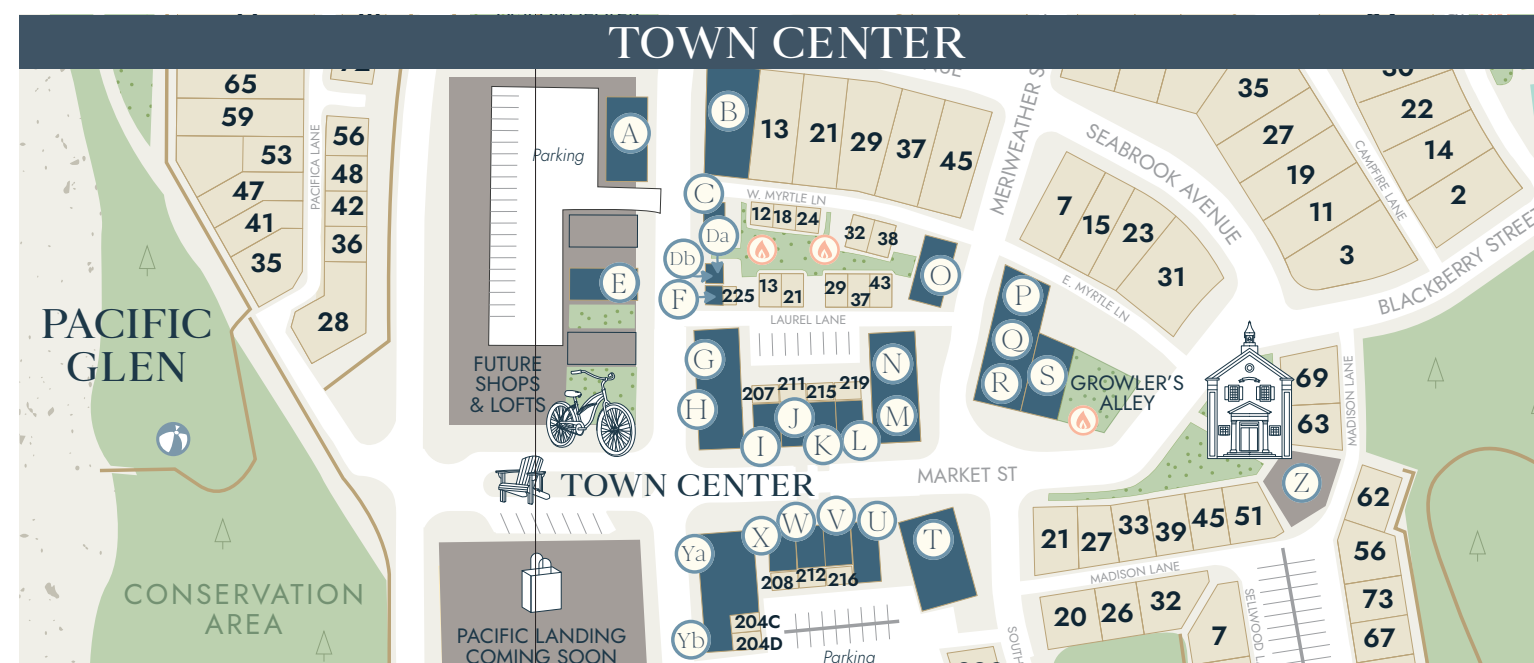 TOWN CENTER
65
59
53
47
41
35
PACIFICA LANE
56
48
42
36
28
PACIFIC
GLEN
CONSERVATION
AREA
Parking
A
E
FUTURE
SHOPS
& LOFTS
B
13
21
29
37
45
C
W. MYRTLE LN
12
18
24
32
38
Da
Db
F
225
13
21
29
37
43
O
LAUREL LANE
G
H
207
211
215
219
I
J
K
L
N
M
MERIWEATHER S
SEABROOK AVENUE
7
15
23
31
E. MYRTLE LN
P
Q
R
S
GROWLER'S
ALLEY
35
27
19
11
3
CAMPFIRE LANE
22
14
2
BLACKBERRY STREE
69
63
MADISON LANE
TOWN CENTER
MARKET ST
Z
62
56
73
67
21
27
33
39
45
51
MADISON LANE
20
26
32
7
SELLWOOD L
SOUTH
Ya
X
W
V
U
T
208
212
216
204C
204D
Yb
Parking
PACIFIC LANDING
COMING SOON